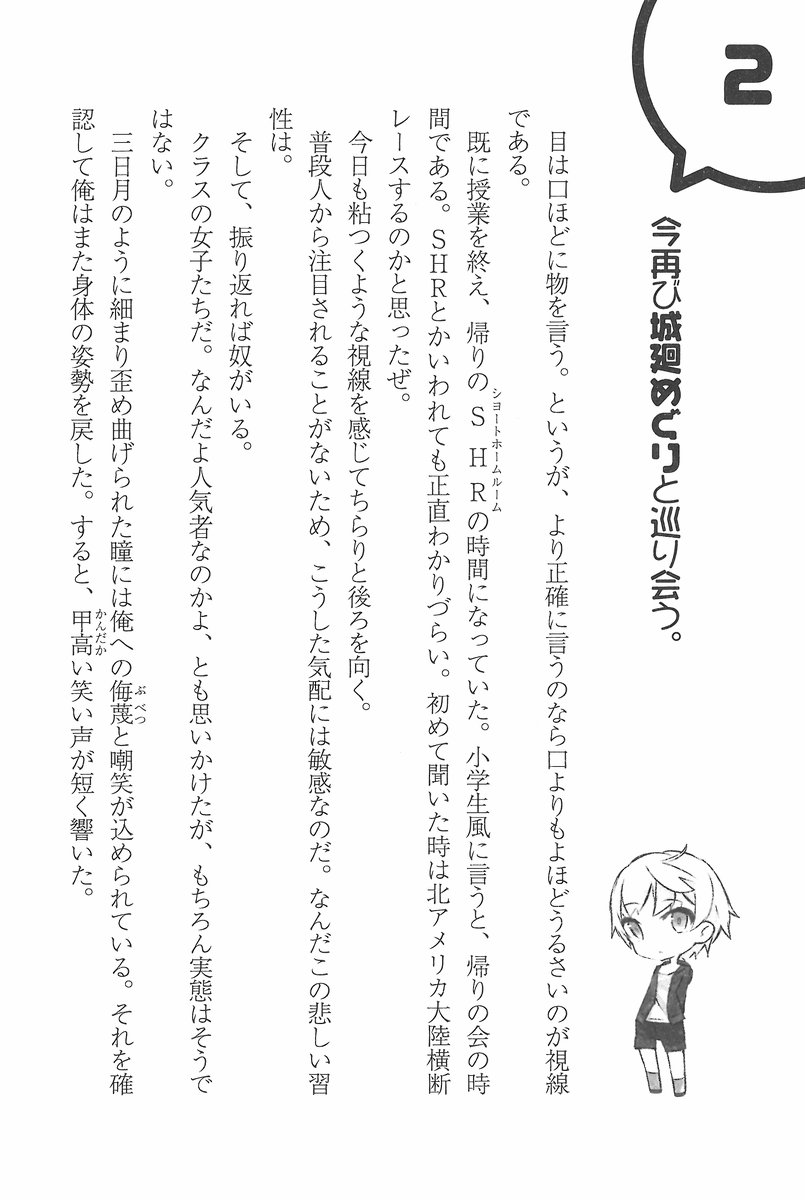 2
今再び城廻めぐりと巡り会う。
目は口ほどに物を言う。というが、より正確に言うのなら口よりもよほどうるさいのが視線
である。
既に授業を終え、帰りのSHRの時間になっていた。小学生風に言うと、帰りの会の時
ショートホームルーム
間である。SHRとかいわれても正直わかりづらい。初めて聞いた時は北アメリカ大陸横断
レースするのかと思ったぜ。
今日も粘つくような視線を感じてちらりと後ろを向く。
普段人から注目されることがないため、こうした気配には敏感なのだ。なんだこの悲しい習
性は。
そして、振り返れば奴がいる。
クラスの女子たちだ。なんだよ人気者なのかよ、とも思いかけたが、もちろん実態はそうで
はない。
三日月のように細まり歪め曲げられた瞳には俺への侮蔑と嘲笑が込められている。それを確
ぶべつ
認して俺はまた身体の姿勢を戻した。すると、甲高い笑い声が短く響いた。
かんだか